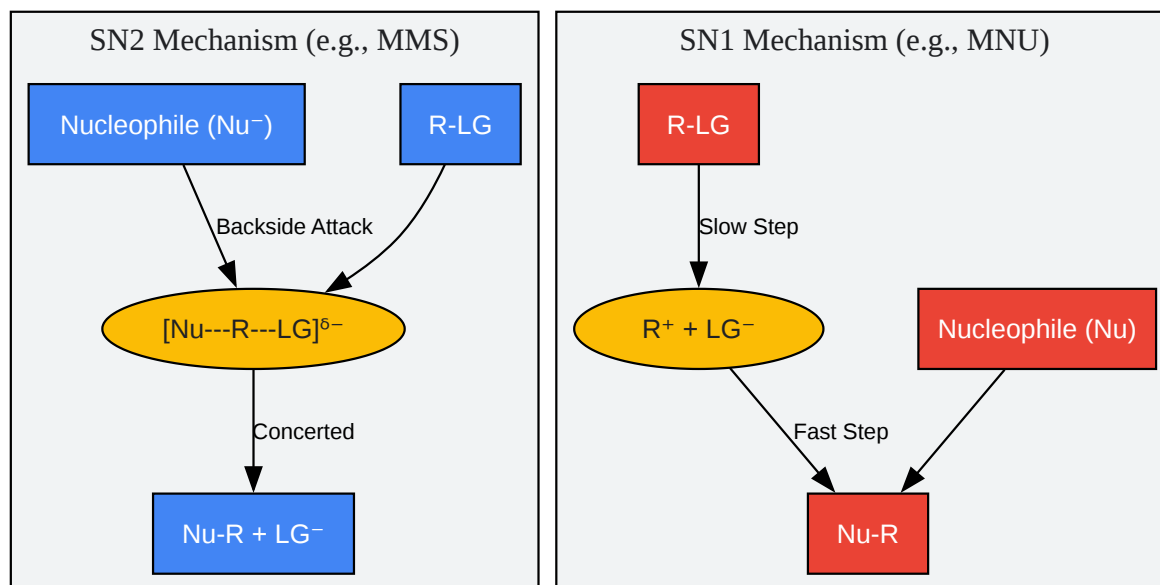 SN2 Mechanism (e.g., MMS)
Nucleophile (Nu⁻)
R-LG
Backside Attack
[Nu---R---LG]ᵟ⁻
Concerted
Nu-R + LG⁻
SN1 Mechanism (e.g., MNU)
R-LG
Slow Step
R⁺ + LG⁻
Nucleophile (Nu)
Fast Step
Nu-R